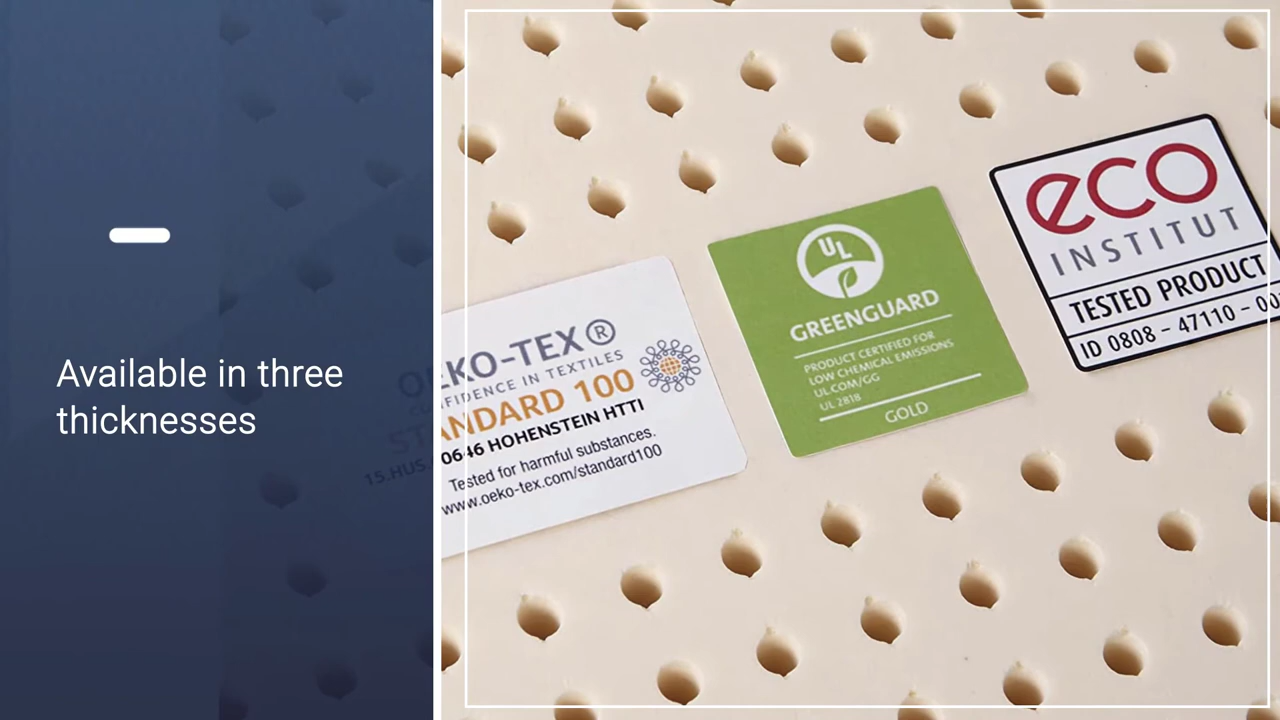 Available in three
thicknesses
OEKO-TEX®
CONFIDENCE IN TEXTILES
STANDARD 100
0646 HOHENSTEIN HTTI
Tested for harmful substances.
www.oeko-tex.com/standard100
UL
GREENGUARD
PRODUCT CERTIFIED FOR
LOW CHEMICAL EMISSIONS
UL.COM/GG
UL 2818
GOLD
eco
INSTITUT
TESTED PRODUCT
ID 0808 - 47110 - 00